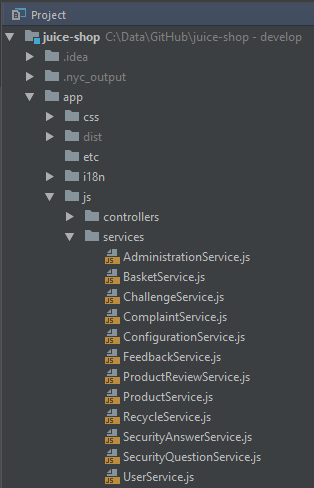 Project
juice-shop C:\Data\GitHub\juice-shop - develop
.idea
.nyc_output
app
css
dist
etc
i18n
js
controllers
services
AdministrationService.js
BasketService.js
ChallengeService.js
ComplaintService.js
ConfigurationService.js
FeedbackService.js
ProductReviewService.js
ProductService.js
RecycleService.js
SecurityAnswerService.js
SecurityQuestionService.js
UserService.js